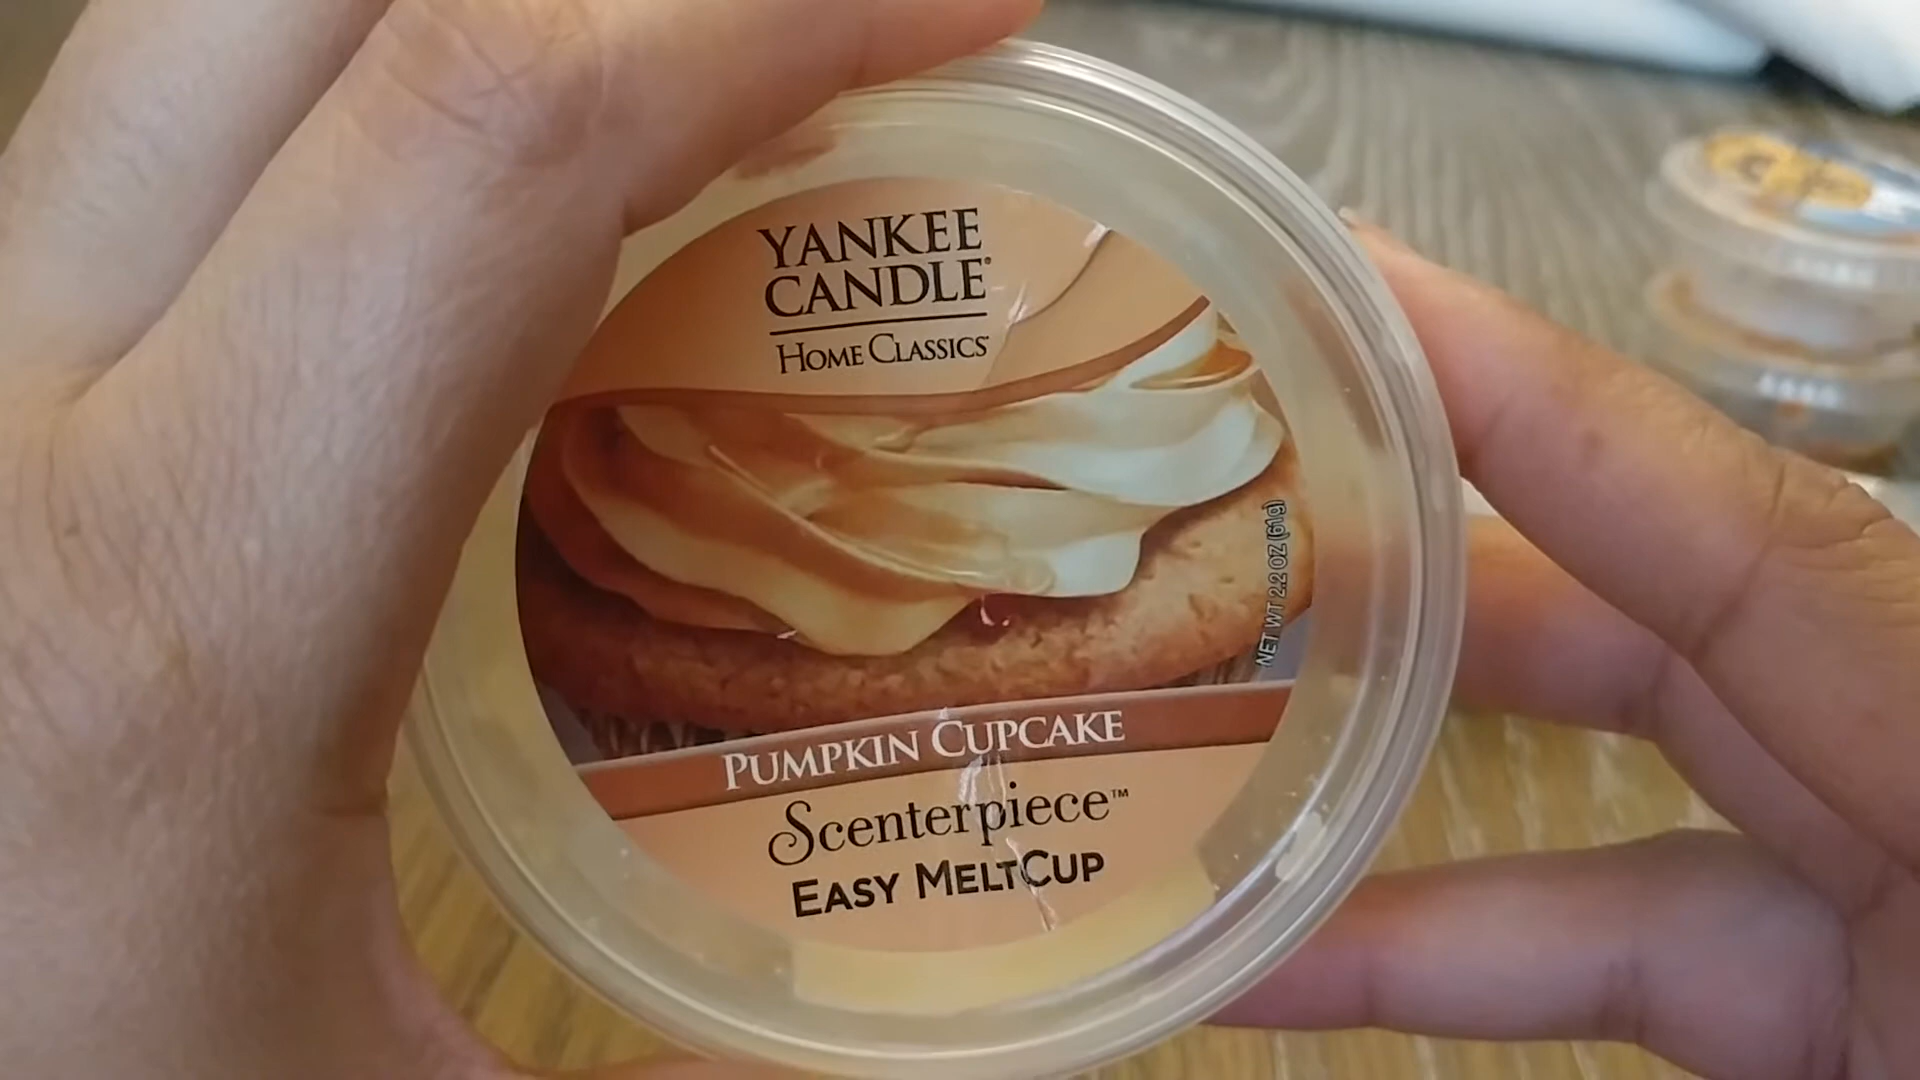 YANKEE
CANDLE®
HOME CLASSICS
NET WT 2.2 OZ (61g)
PUMPKIN CUPCAKE
Scenterpiece™
EASY MELTCUP